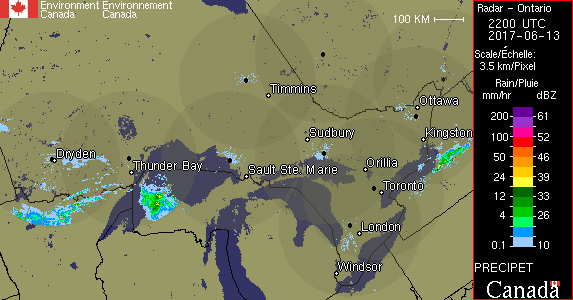 Environment Environnement
Canada Canada
100 KM
Timmins
Ottawa
Sudbury
Kingston
Dryden
Thunder Bay
Sault Ste. Marie
Orillia
Toronto
London
Windsor
Radar - Ontario
2200 UTC
2017-06-13
Scale/Échelle:
3.5 km/Pixel
Rain/Pluie
mm/hr dBZ
200 61
100 52
50 46
24 39
12 33
4 26
0.1 10
PRECIPET
Canada